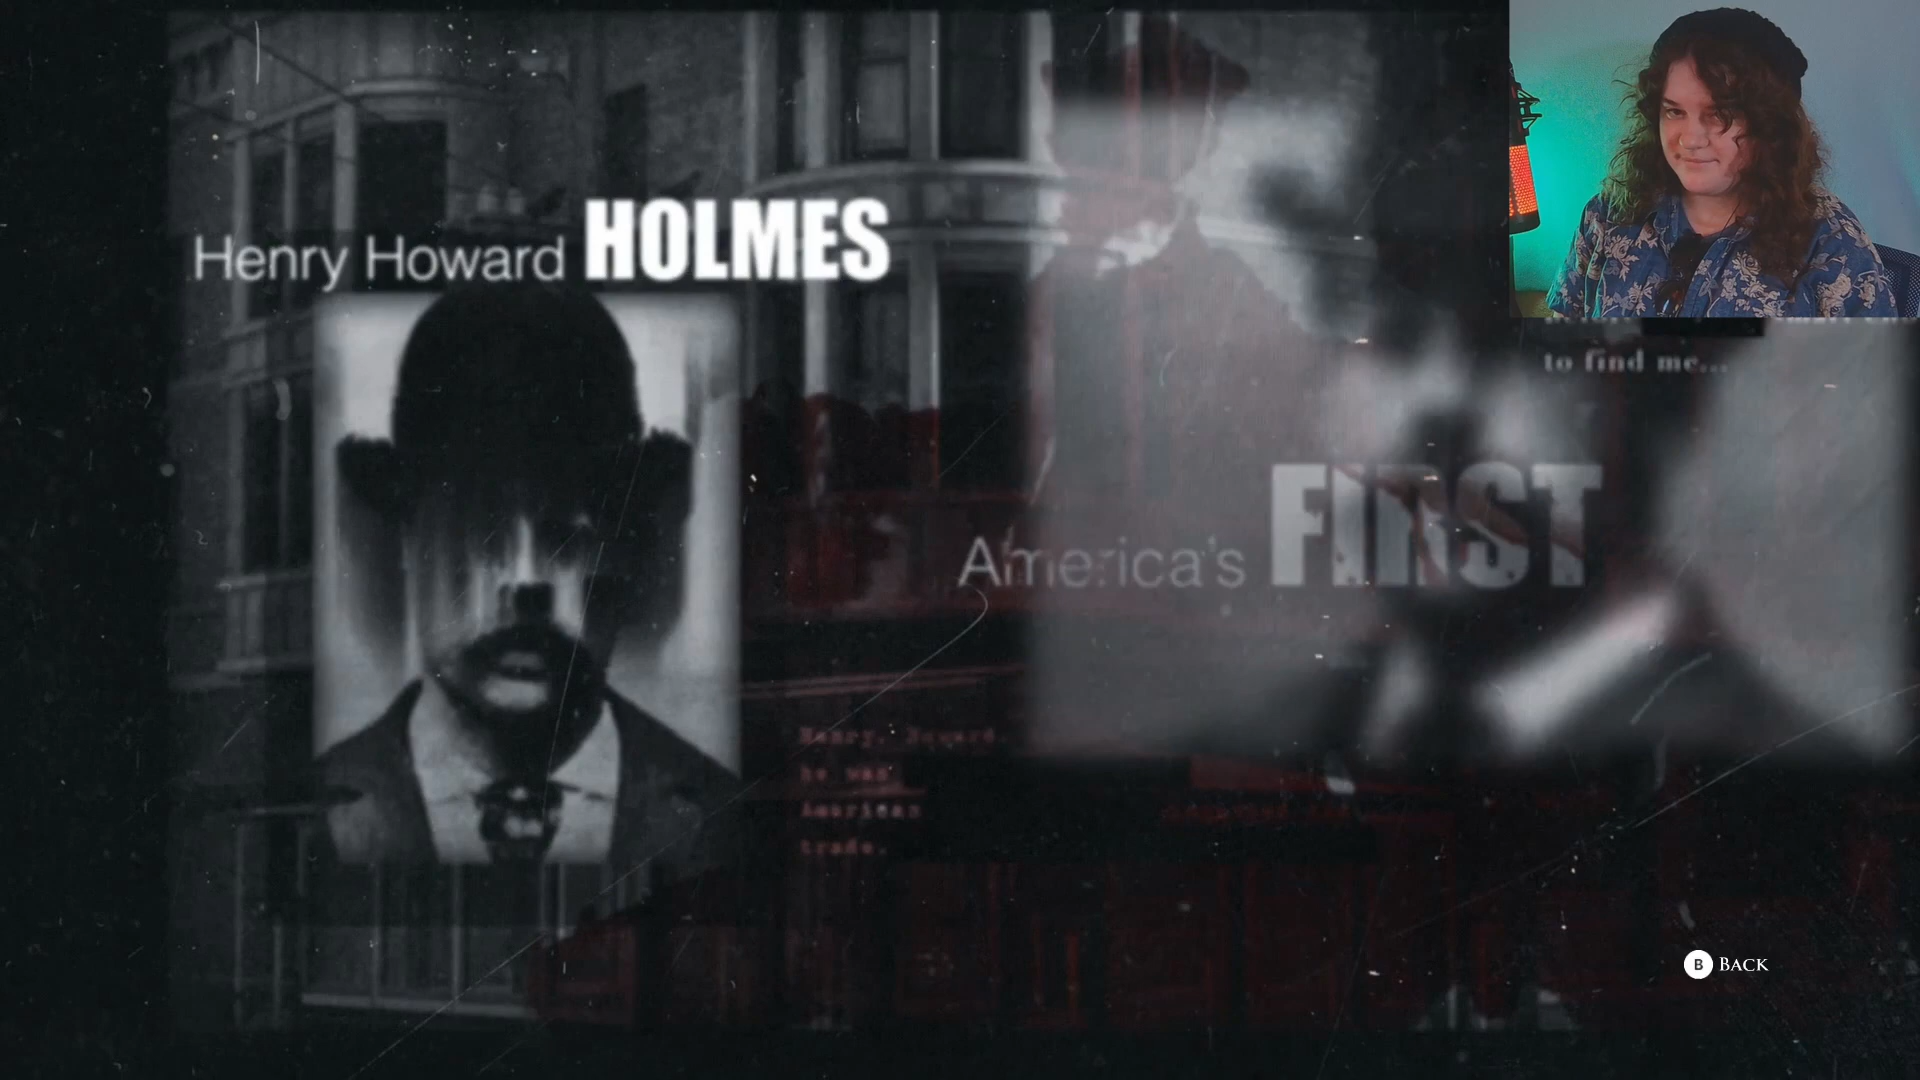 Henry Howard HOLMES
to find me...
America's FIRST
Henry. Howard.
he was
American
trade.
B BACK